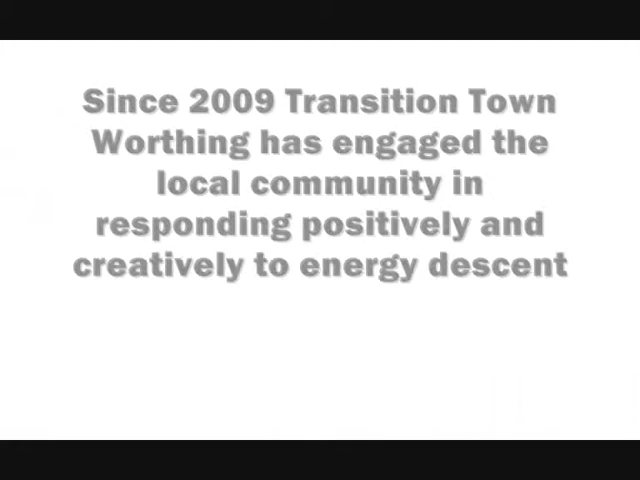 Since 2009 Transition Town
Worthing has engaged the
local community in
responding positively and
creatively to energy descent